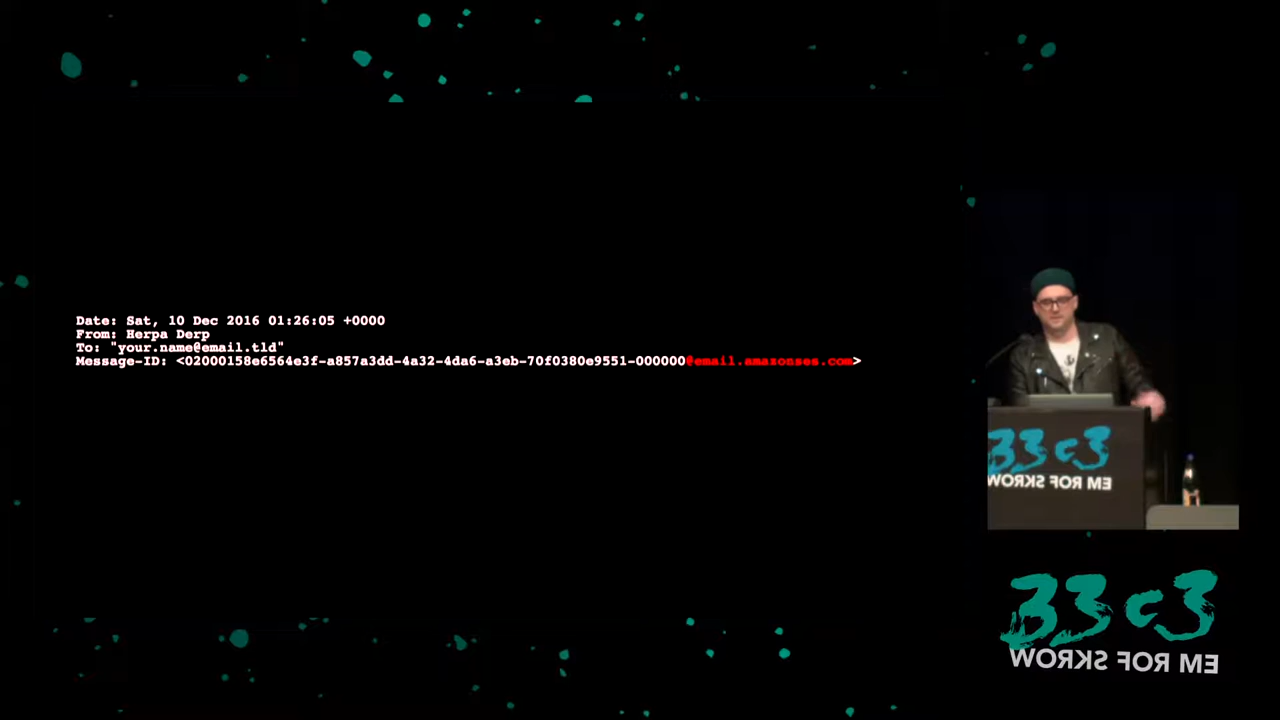 Date: Sat, 10 Dec 2016 01:26:05 +0000
From: Herpa Derp
To: "your.name@email.tld"
Message-ID: <02000158e6564e3f-a857a3dd-4a32-4da6-a3eb-70f0380e9551-000000@email.amazonses.com>
33c3
WORKS FOR ME
33c3
WORKS FOR ME